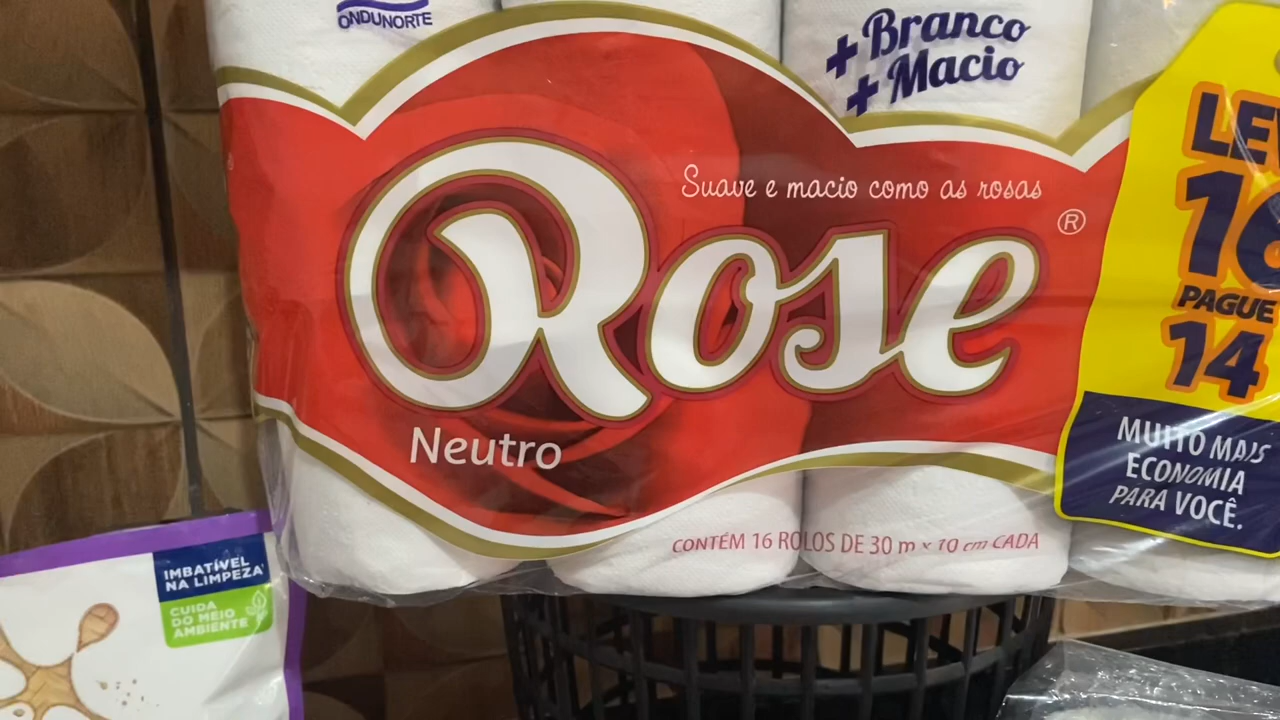 ONDUNORTE
+ Branco
+ Macio
Suave e macio como as rosas
Rose®
Neutro
CONTÉM 16 ROLOS DE 30 m x 10 cm CADA
16
PAGUE
14
MUITO MAIS
ECONOMIA
PARA VOCÊ.
IMBATÍVEL
NA LIMPEZA
CUIDA
DO MEIO
AMBIENTE